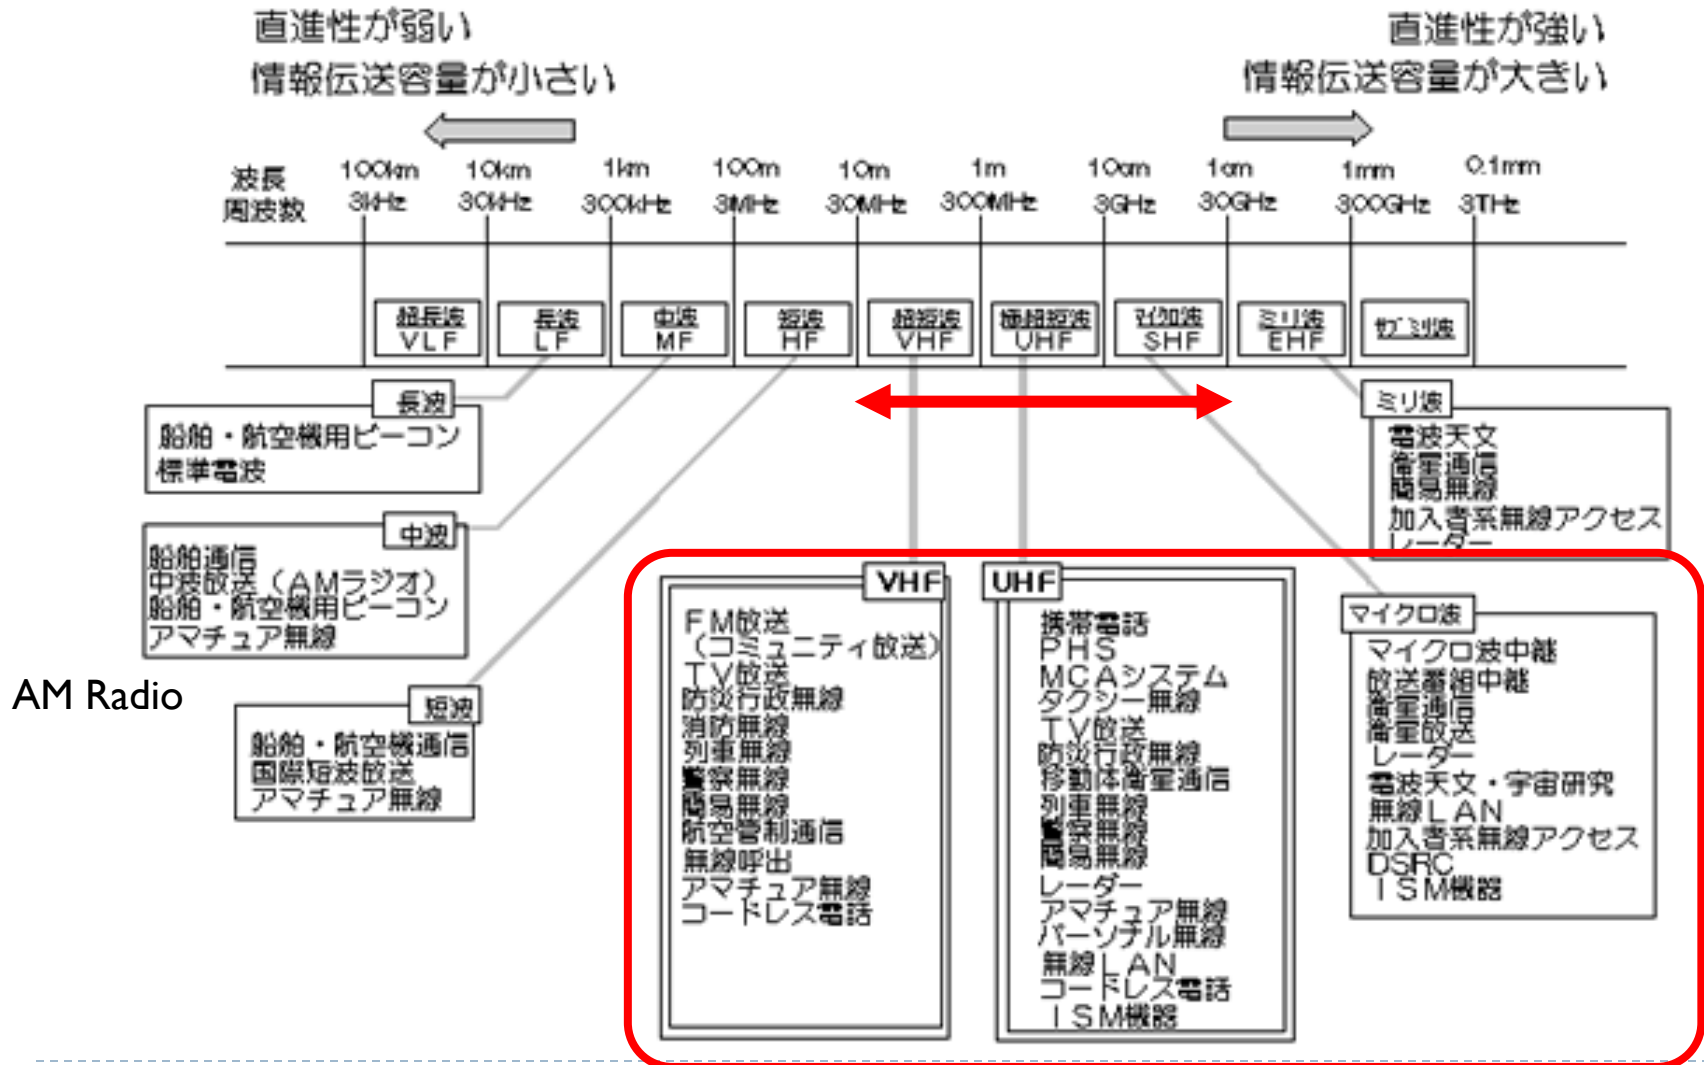 直進性が弱い
情報伝送容量が小さい
直進性が強い
情報伝送容量が大きい
波長
周波数
100km 10km 1km 100m 10m 1m 10cm 1cm 1mm 0.1mm
3kHz 30kHz 300kHz 3MHz 30MHz 300MHz 3GHz 30GHz 300GHz 3THz
超長波
VLF
長波
LF
中波
MF
短波
HF
超短波
VHF
極超短波
UHF
マイクロ波
SHF
ミリ波
EHF
サブミリ波
長波
船舶・航空機用ビーコン
標準電波
中波
船舶通信
中波放送（AMラジオ）
船舶・航空機用ビーコン
アマチュア無線
AM Radio
短波
船舶・航空機通信
国際短波放送
アマチュア無線
VHF
FM放送
（コミュニティ放送）
TV放送
防災行政無線
消防無線
列車無線
警察無線
簡易無線
航空管制通信
無線呼出
アマチュア無線
コードレス電話
UHF
携帯電話
PHS
MCAシステム
タクシー無線
TV放送
防災行政無線
移動体衛星通信
列車無線
警察無線
簡易無線
レーダー
アマチュア無線
パーソナル無線
無線LAN
コードレス電話
ISM機器
ミリ波
電波天文
衛星通信
簡易無線
加入者系無線アクセス
レーダー
マイクロ波
マイクロ波中継
放送番組中継
衛星通信
衛星放送
レーダー
電波天文・宇宙研究
無線LAN
加入者系無線アクセス
DSRC
ISM機器